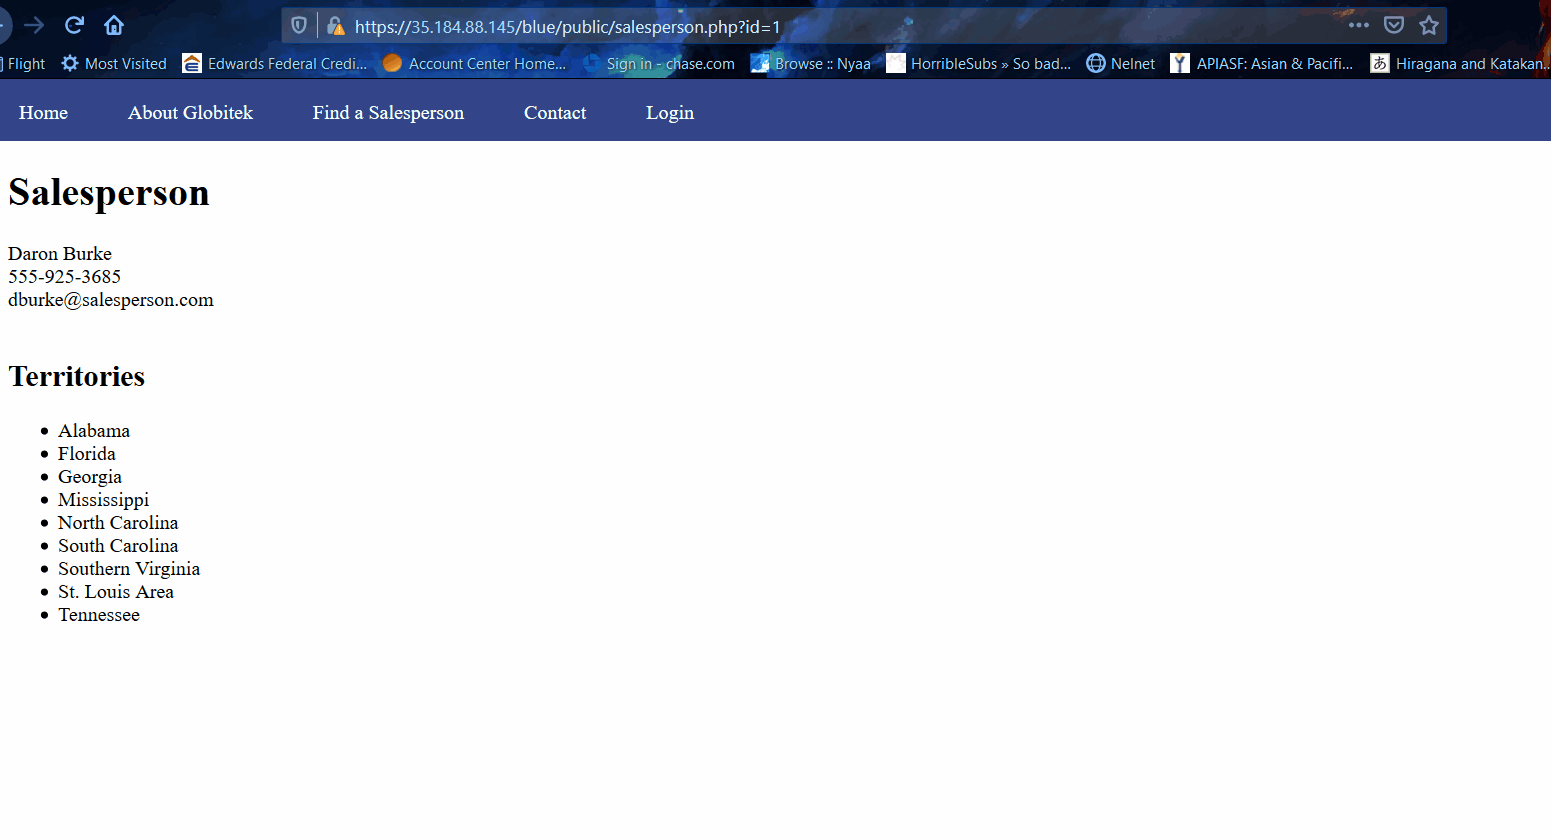 https://35.184.88.145/blue/public/salesperson.php?id=1
Flight Most Visited Edwards Federal Credi... Account Center Home... Sign in - chase.com Browse :: Nyaa HorribleSubs » So bad... Nelnet APIASF: Asian & Pacifi... あ Hiragana and Katakan...
Home About Globitek Find a Salesperson Contact Login
Salesperson
Daron Burke
555-925-3685
dburke@salesperson.com
Territories
• Alabama
• Florida
• Georgia
• Mississippi
• North Carolina
• South Carolina
• Southern Virginia
• St. Louis Area
• Tennessee